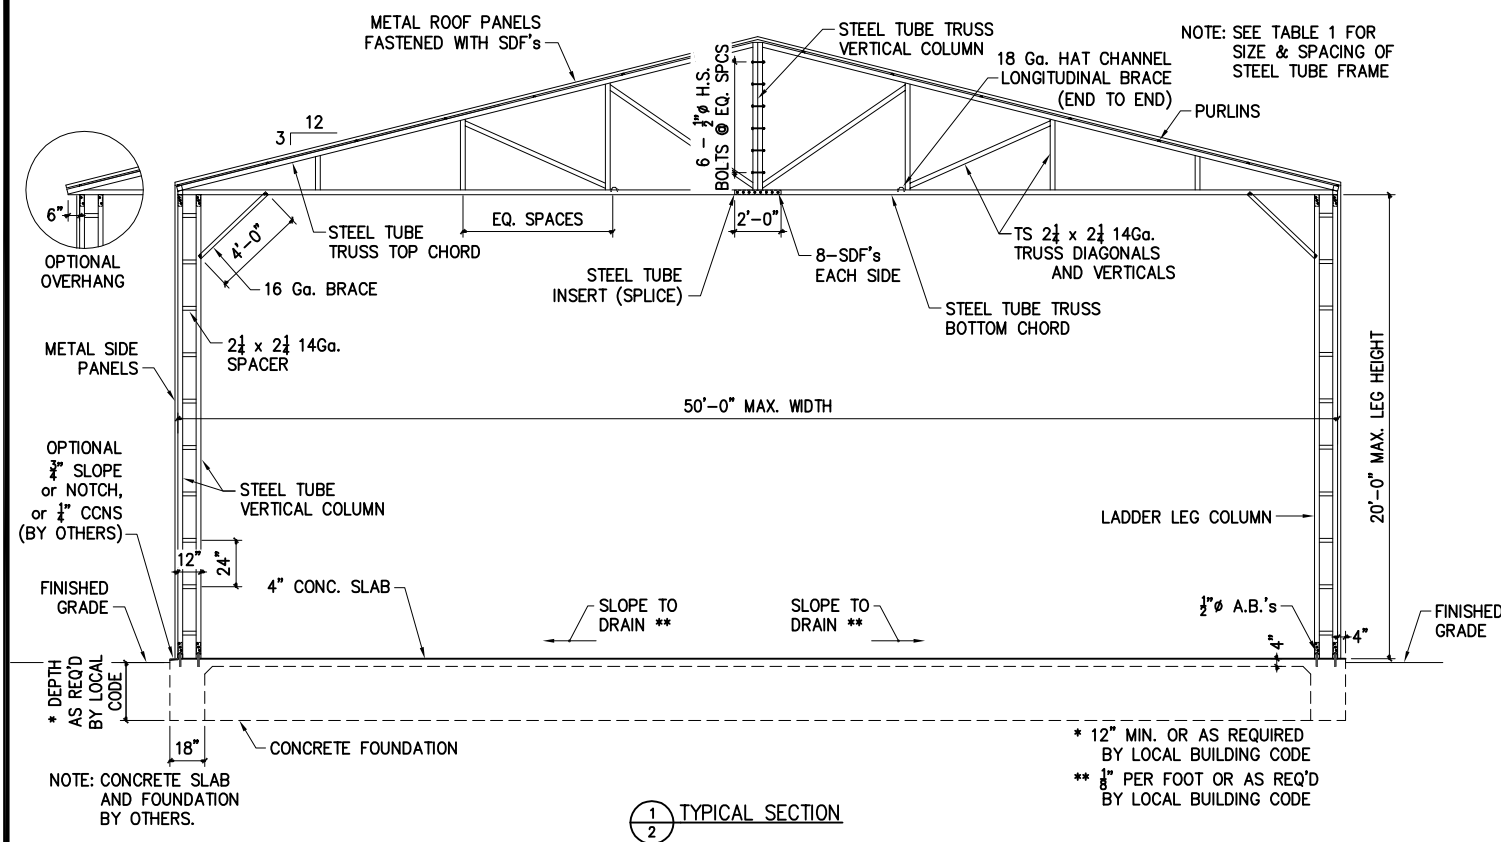 METAL ROOF PANELS
FASTENED WITH SDF's
STEEL TUBE TRUSS
VERTICAL COLUMN
NOTE: SEE TABLE 1 FOR
SIZE & SPACING OF
STEEL TUBE FRAME
18 Ga. HAT CHANNEL
LONGITUDINAL BRACE
(END TO END)
PURLINS
6 - 1/2"ø H.S.
BOLTS @ EQ. SPCS
12
3
6"
OPTIONAL
OVERHANG
4'-0"
STEEL TUBE
TRUSS TOP CHORD
EQ. SPACES
2'-0"
TS 2 1/4 x 2 1/4 14Ga.
TRUSS DIAGONALS
AND VERTICALS
16 Ga. BRACE
STEEL TUBE
INSERT (SPLICE)
8-SDF's
EACH SIDE
STEEL TUBE TRUSS
BOTTOM CHORD
METAL SIDE
PANELS
2 1/4 x 2 1/4 14Ga.
SPACER
50'-0" MAX. WIDTH
20'-0" MAX. LEG HEIGHT
OPTIONAL
3/4" SLOPE
or NOTCH,
or 1/4" CCNS
(BY OTHERS)
STEEL TUBE
VERTICAL COLUMN
LADDER LEG COLUMN
12"
24"
4" CONC. SLAB
FINISHED
GRADE
SLOPE TO
DRAIN **
SLOPE TO
DRAIN **
1/2"ø A.B.'s
4"
4"
FINISHED
GRADE
* DEPTH
AS REQ'D
BY LOCAL
CODE
18"
CONCRETE FOUNDATION
* 12" MIN. OR AS REQUIRED
BY LOCAL BUILDING CODE
** 1/8" PER FOOT OR AS REQ'D
BY LOCAL BUILDING CODE
NOTE: CONCRETE SLAB
AND FOUNDATION
BY OTHERS.
1
2
TYPICAL SECTION